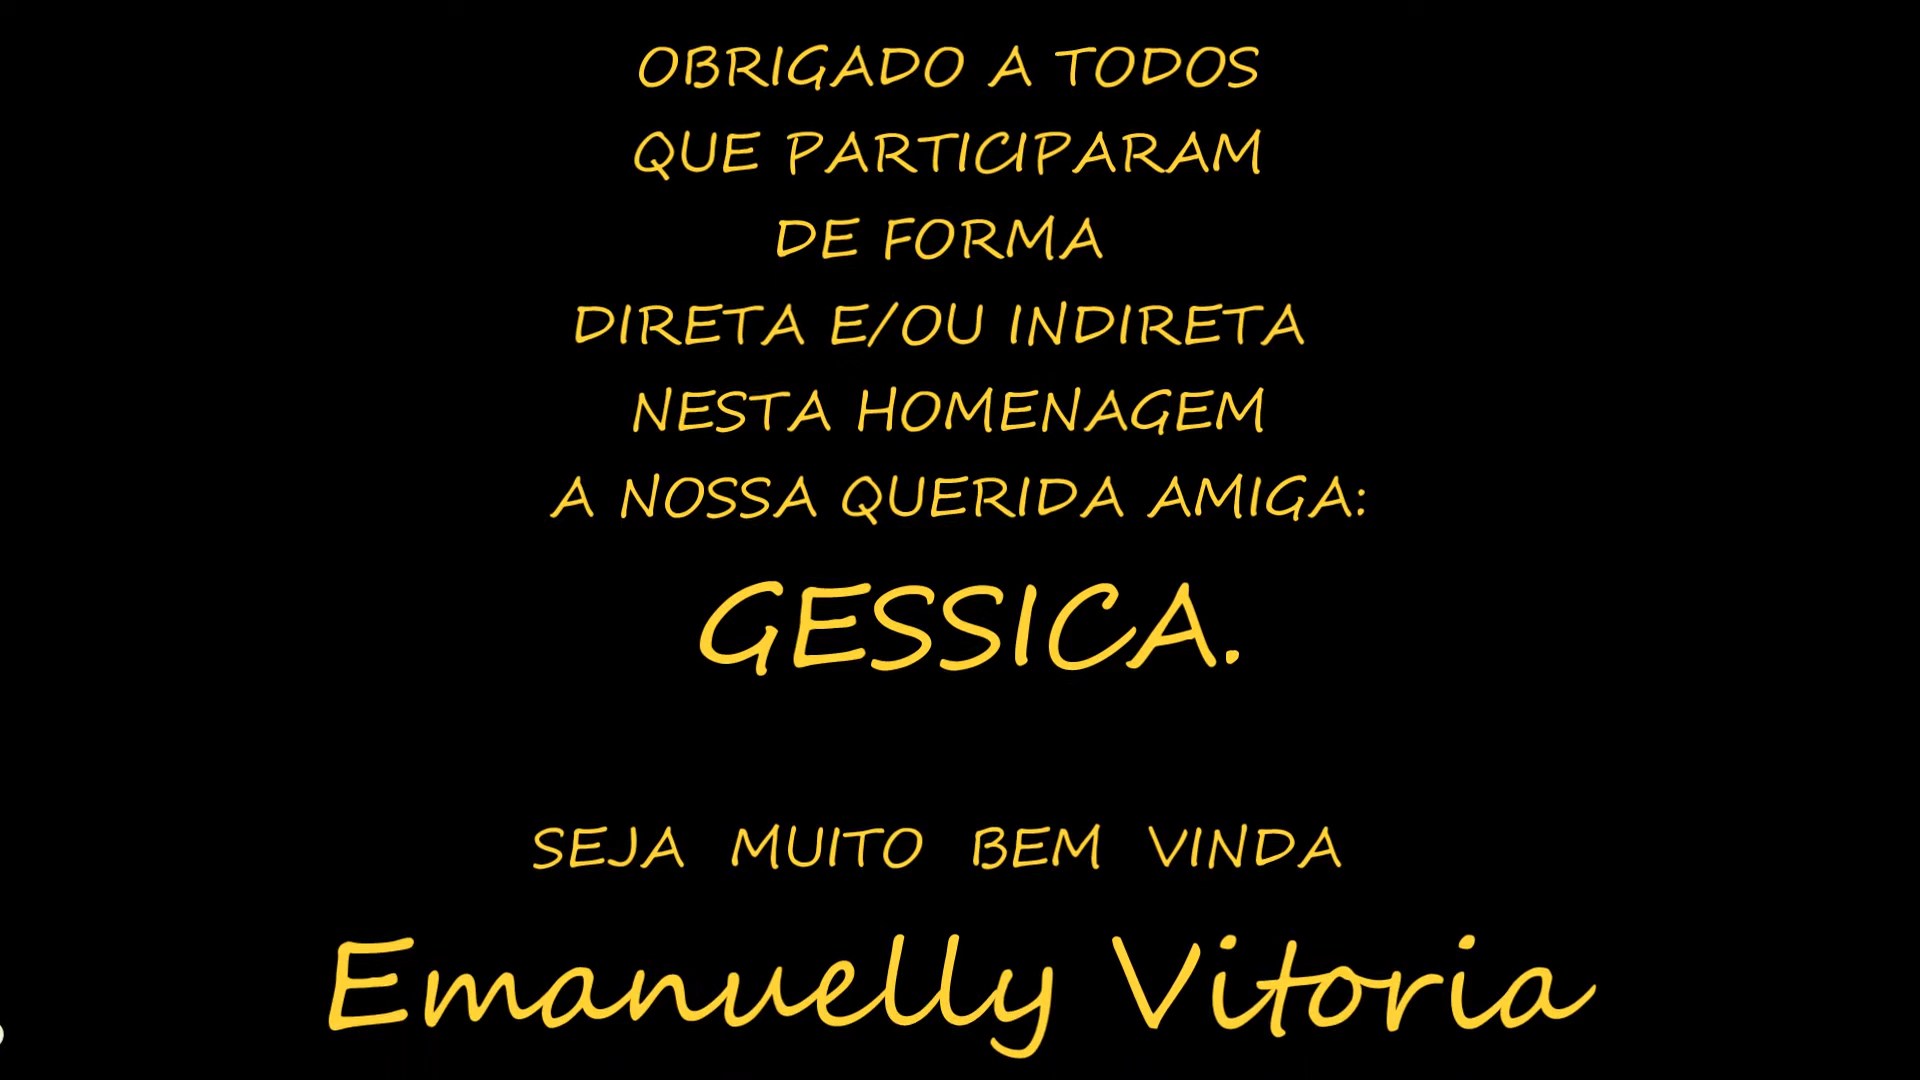 OBRIGADO A TODOS
QUE PARTICIPARAM
DE FORMA
DIRETA E/OU INDIRETA
NESTA HOMENAGEM
A NOSSA QUERIDA AMIGA:
GESSICA.
SEJA MUITO BEM VINDA
Emanuelly Vitoria